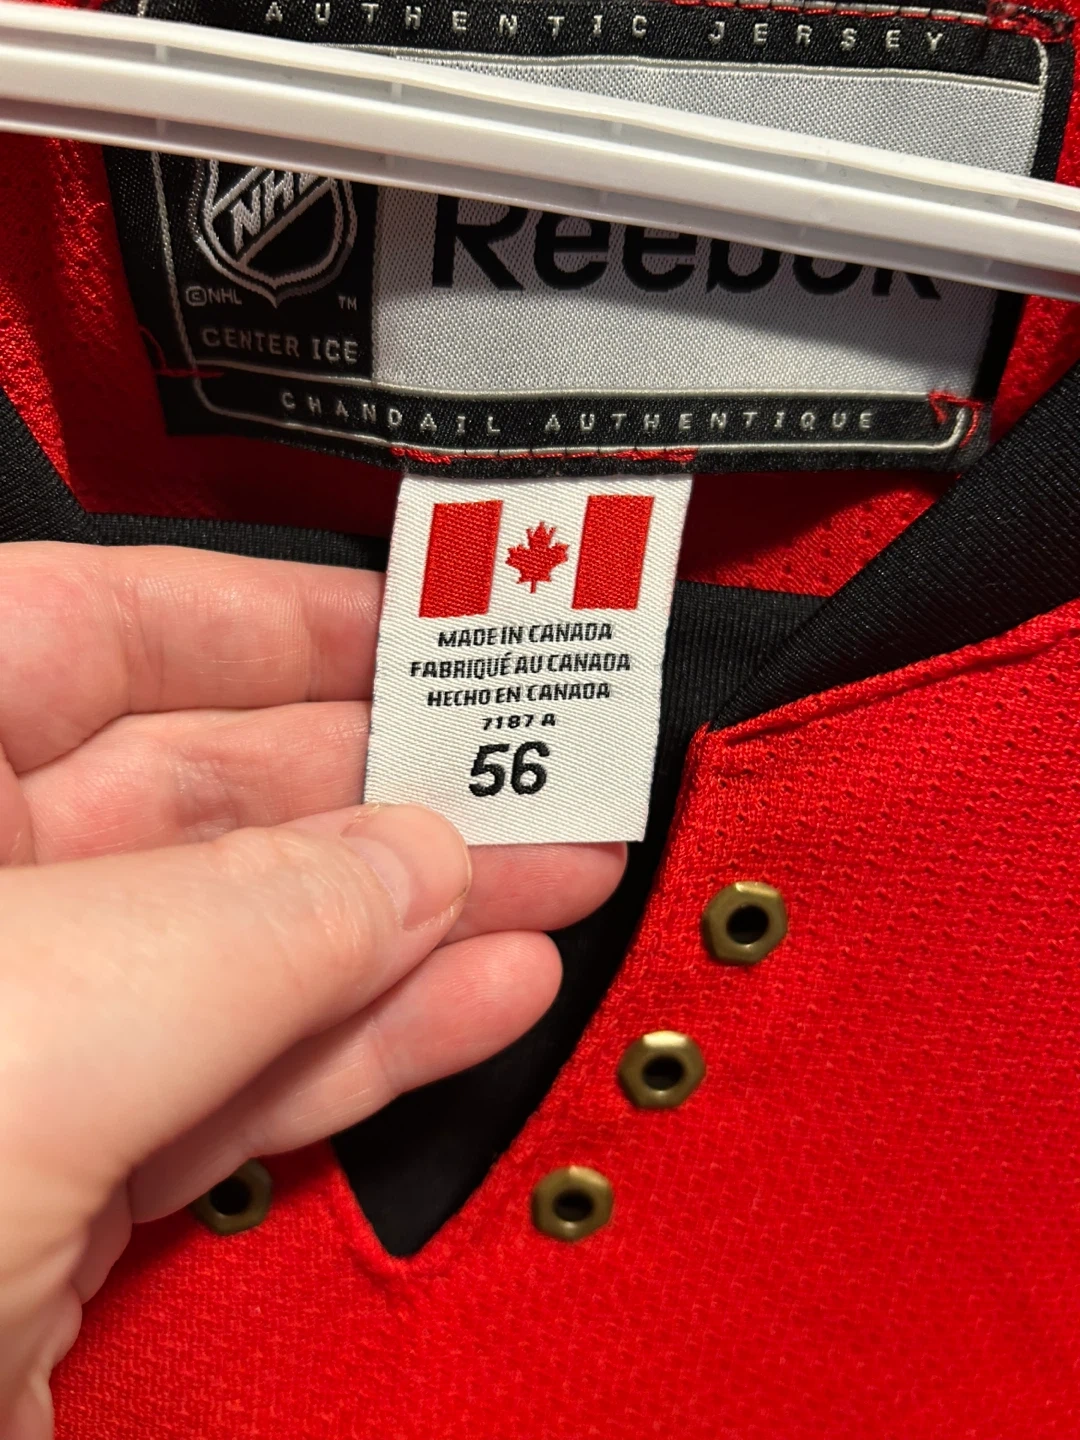 AUTHENTIC JERSEY
NHL
Reebok
©NHL
TM
CENTER ICE
CHANDAIL AUTHENTIQUE
MADE IN CANADA
FABRIQUÉ AU CANADA
HECHO EN CANADA
7187 A
56